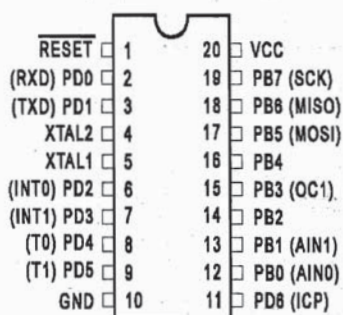 RESET 1 20 VCC
(RXD) PD0 2 19 PB7 (SCK)
(TXD) PD1 3 18 PB6 (MISO)
XTAL2 4 17 PB5 (MOSI)
XTAL1 5 16 PB4
(INT0) PD2 6 15 PB3 (OC1)
(INT1) PD3 7 14 PB2
(T0) PD4 8 13 PB1 (AIN1)
(T1) PD5 9 12 PB0 (AIN0)
GND 10 11 PD6 (ICP)